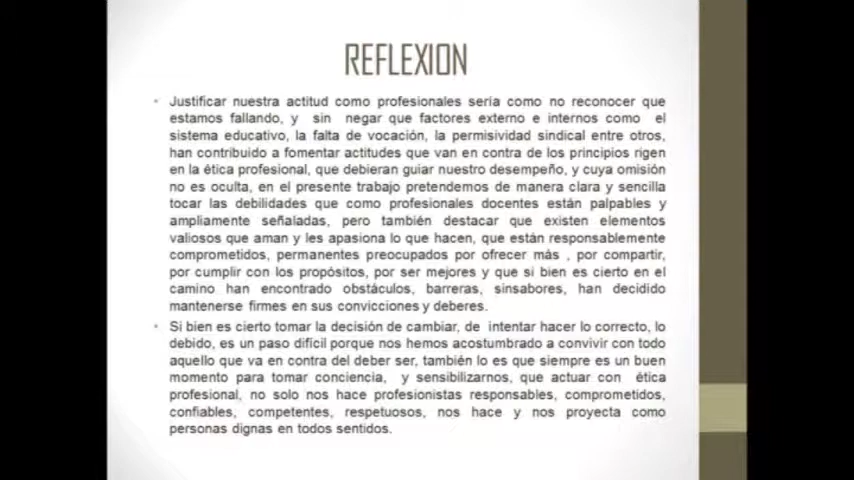 REFLEXION
• Justificar nuestra actitud como profesionales sería como no reconocer que
estamos fallando, y sin negar que factores externo e internos como el
sistema educativo, la falta de vocación, la permisividad sindical entre otros,
han contribuido a fomentar actitudes que van en contra de los principios rigen
en la ética profesional, que debieran guiar nuestro desempeño, y cuya omisión
no es oculta, en el presente trabajo pretendemos de manera clara y sencilla
tocar las debilidades que como profesionales docentes están palpables y
ampliamente señaladas, pero también destacar que existen elementos
valiosos que aman y les apasiona lo que hacen, que están responsablemente
comprometidos, permanentes preocupados por ofrecer más , por compartir,
por cumplir con los propósitos, por ser mejores y que si bien es cierto en el
camino han encontrado obstáculos, barreras, sinsabores, han decidido
mantenerse firmes en sus convicciones y deberes.
• Si bien es cierto tomar la decisión de cambiar, de intentar hacer lo correcto, lo
debido, es un paso difícil porque nos hemos acostumbrado a convivir con todo
aquello que va en contra del deber ser, también lo es que siempre es un buen
momento para tomar conciencia, y sensibilizarnos, que actuar con ética
profesional, no solo nos hace profesionistas responsables, comprometidos,
confiables, competentes, respetuosos, nos hace y nos proyecta como
personas dignas en todos sentidos.